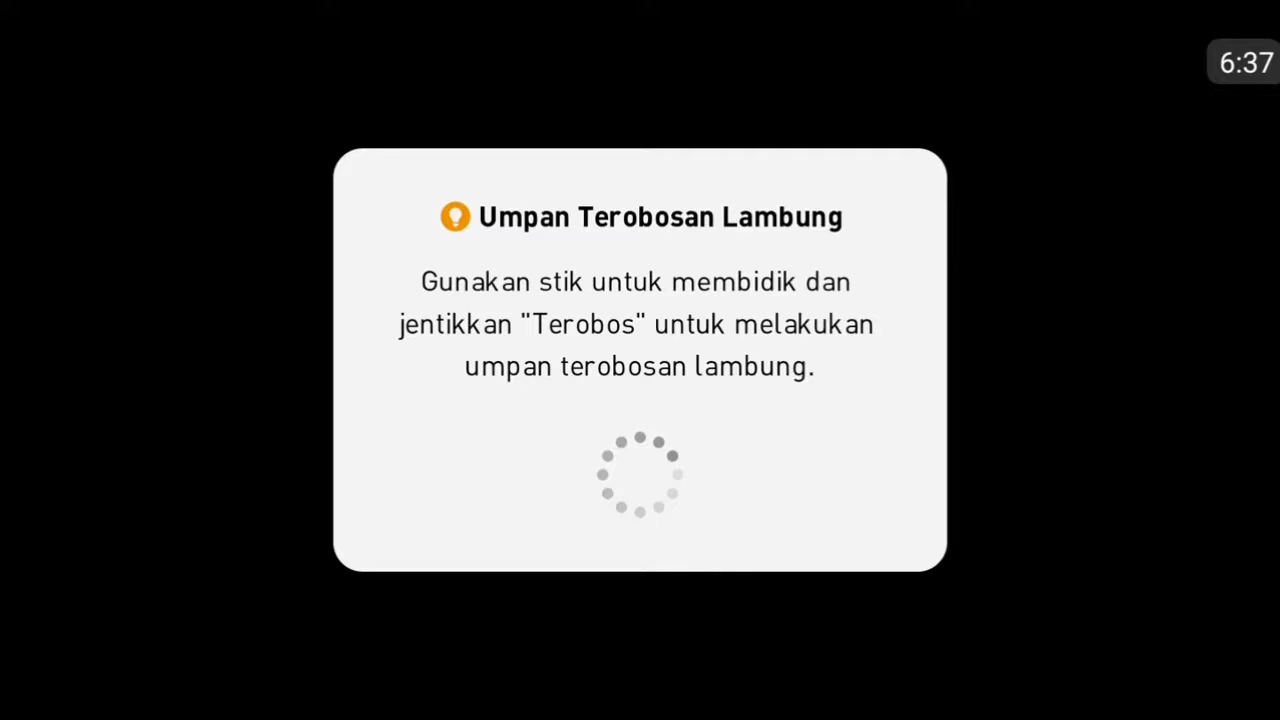 6:37
Umpan Terobosan Lambung
Gunakan stik untuk membidik dan
jentikkan "Terobos" untuk melakukan
umpan terobosan lambung.